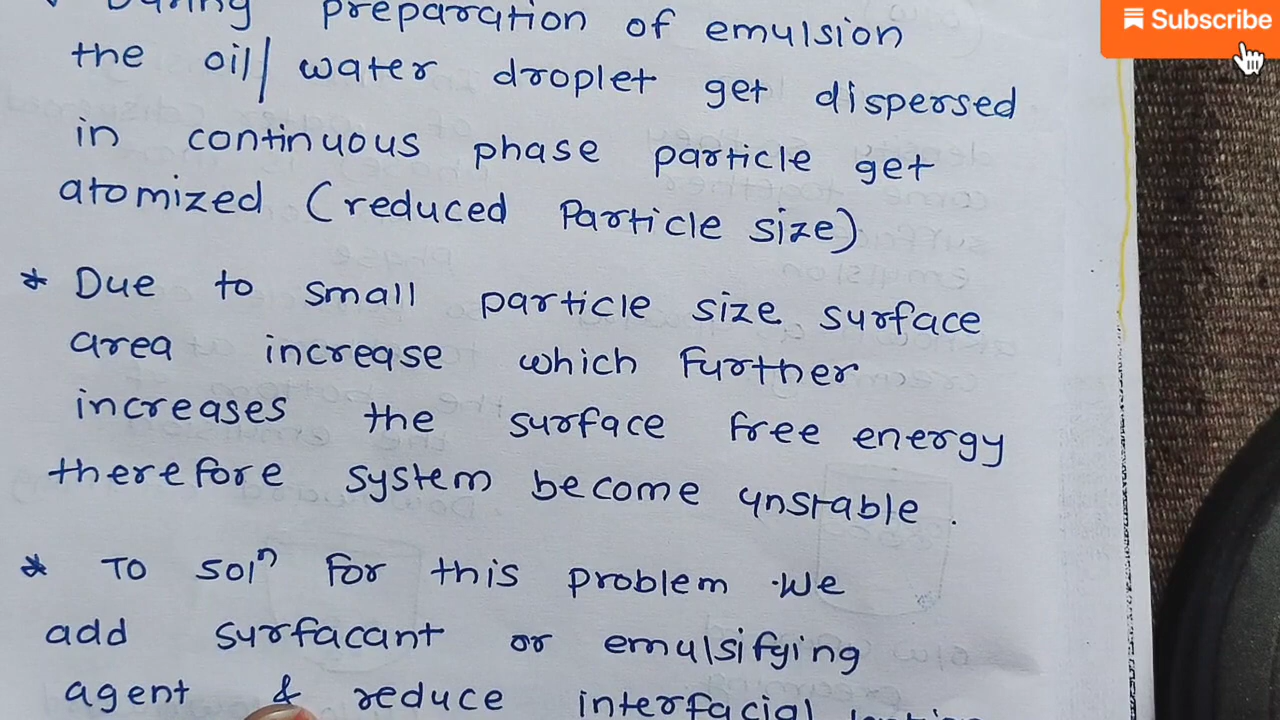 During preparation of emulsion
the oil/water droplet get dispersed
in continuous phase particle get
atomized (reduced Particle size)
* Due to small particle size surface
area increase which further
increases the surface free energy
therefore system become unstable.
* To solⁿ for this problem we
add surfacant or emulsifying
agent & reduce interfacial
Subscribe